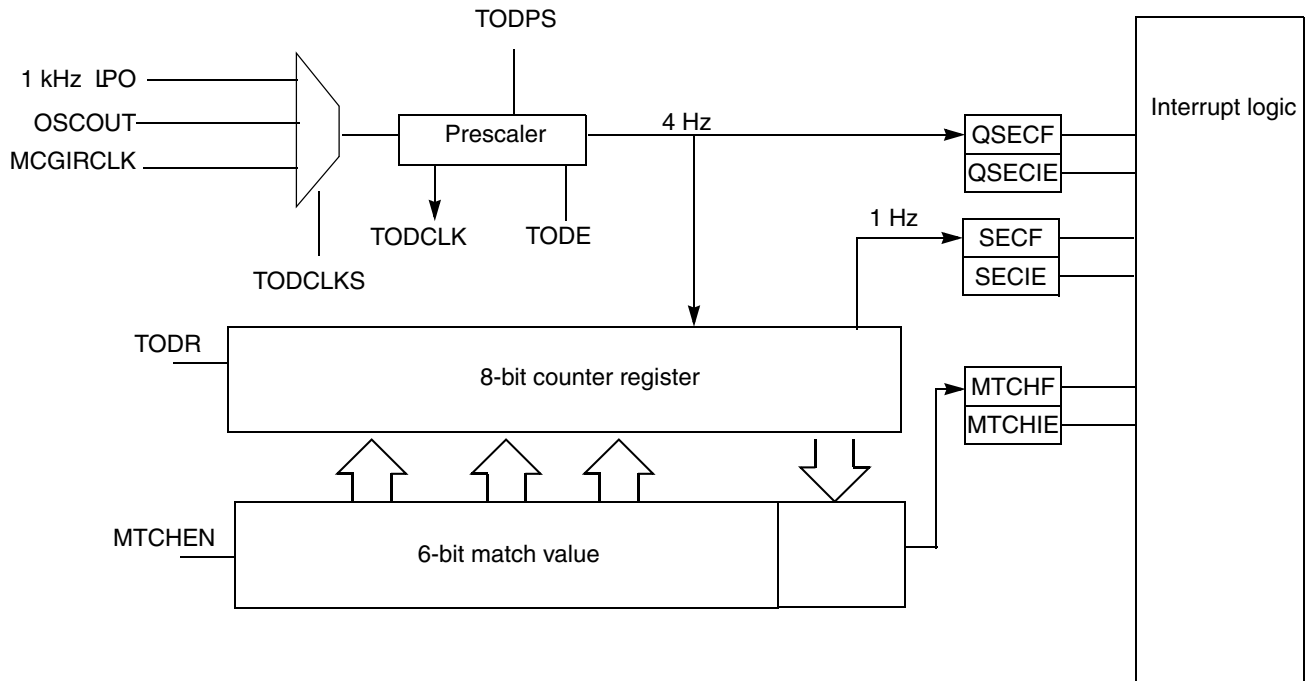 TODPS
1 kHz LPO
OSCOUT
MCGIRCLK
Prescaler
4 Hz
TODCLK
TODE
TODCLKS
QSECF
QSECIE
Interrupt logic
1 Hz
SECF
SECIE
TODR
8-bit counter register
MTCHF
MTCHIE
MTCHEN
6-bit match value